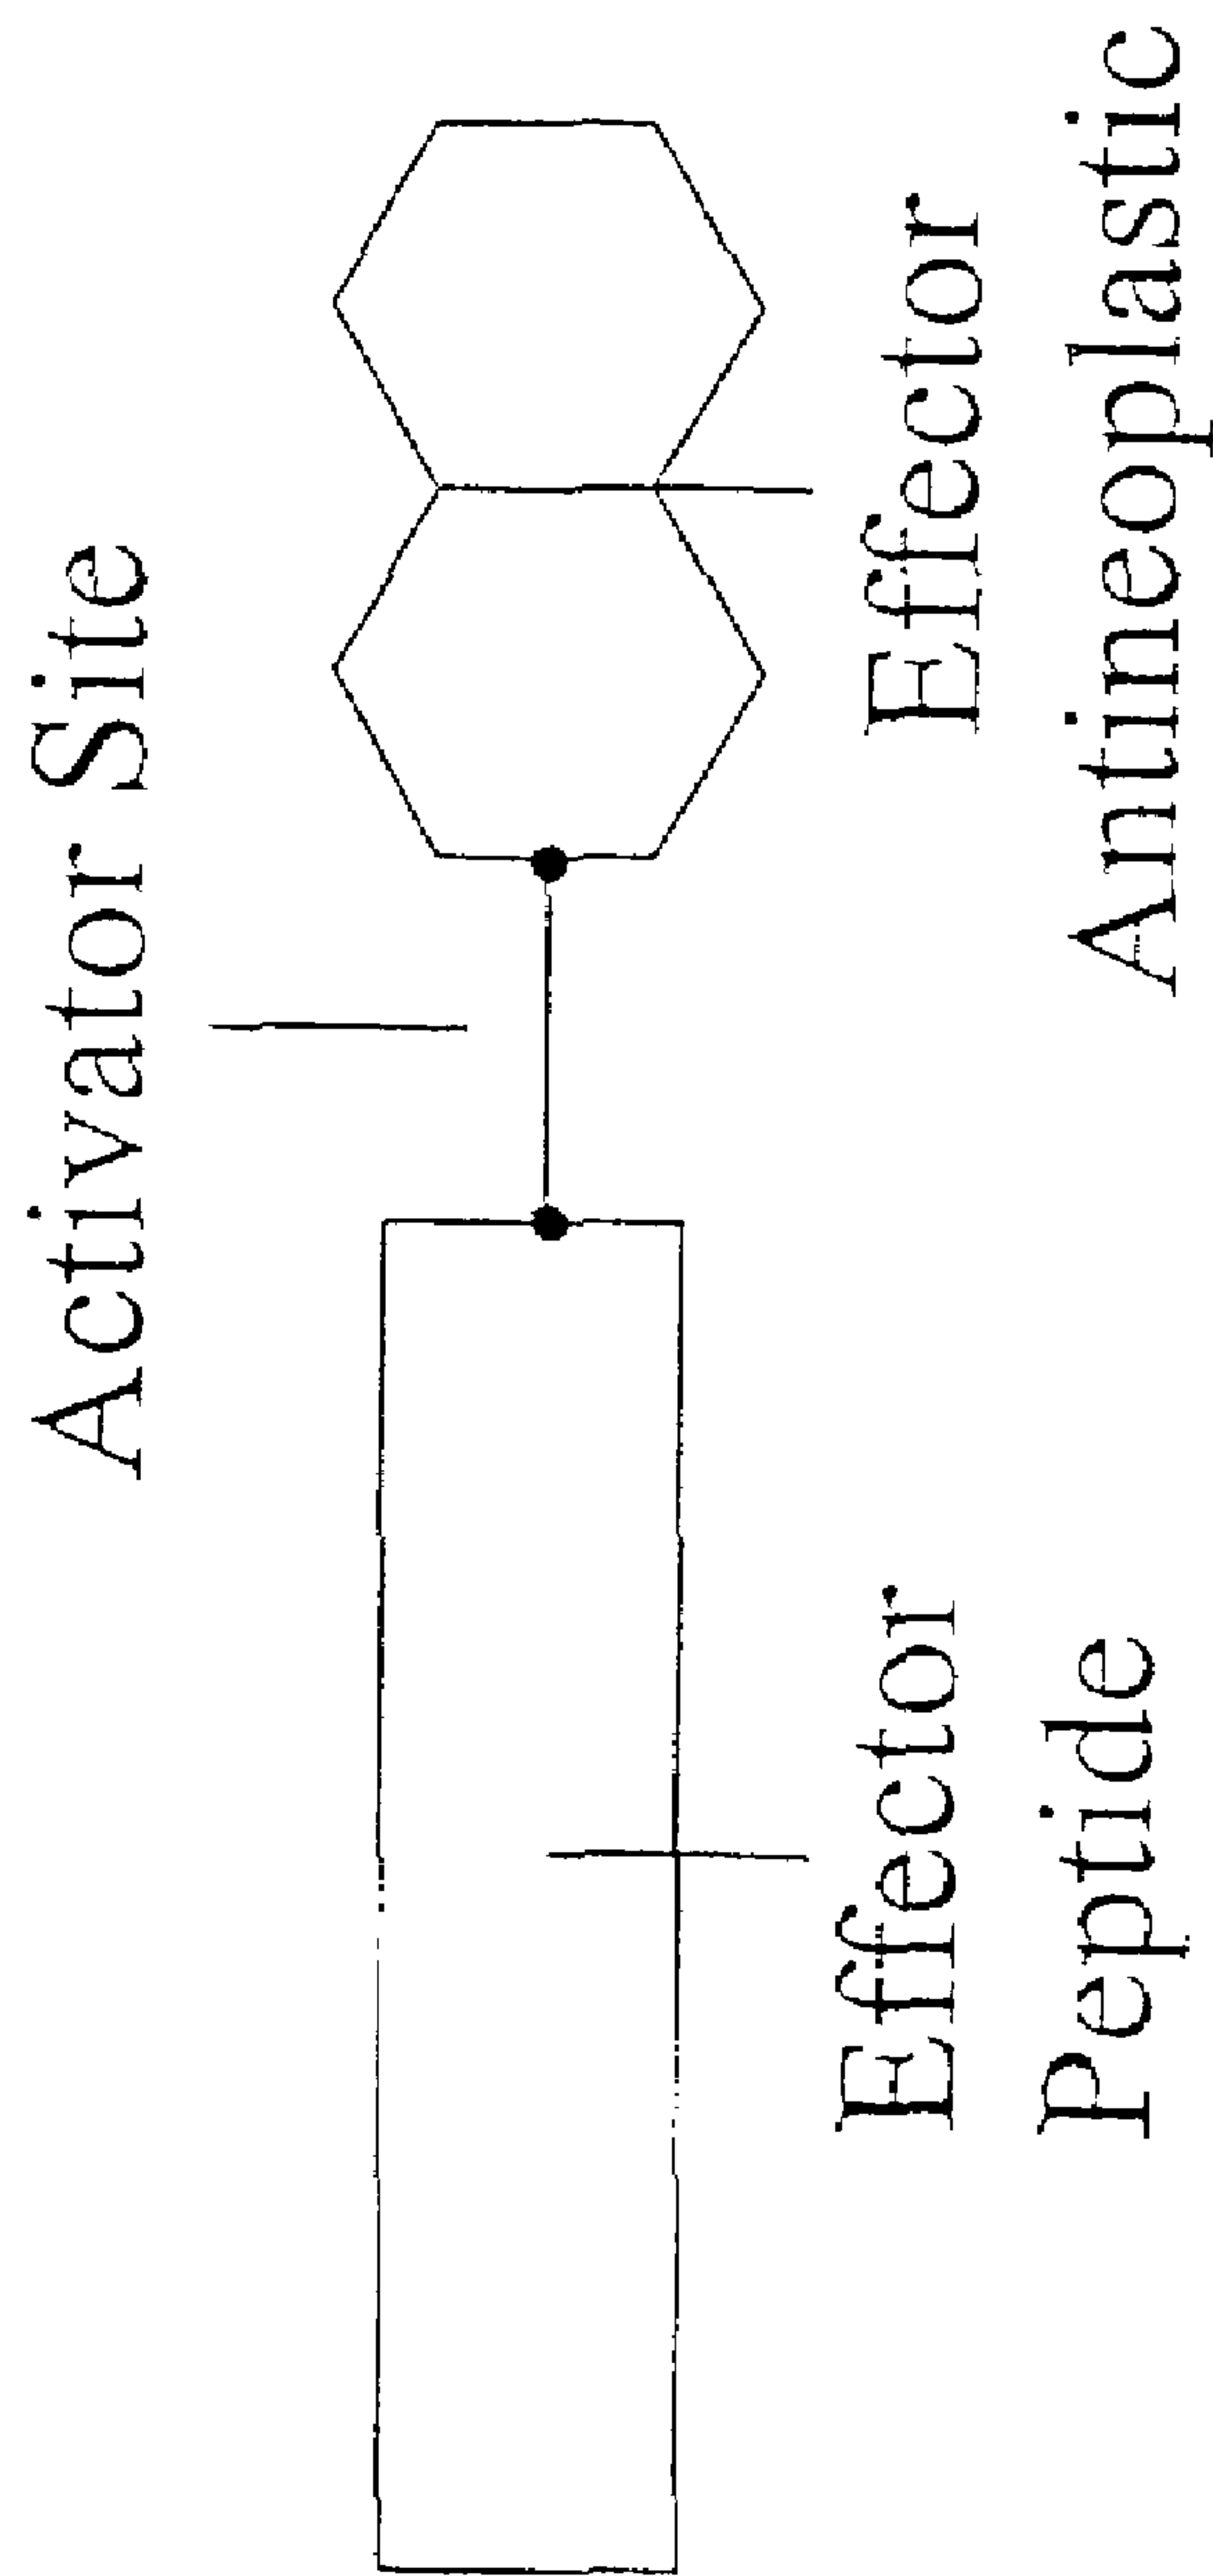 Activator Site
Effector
Peptide
Effector
Antineoplastic